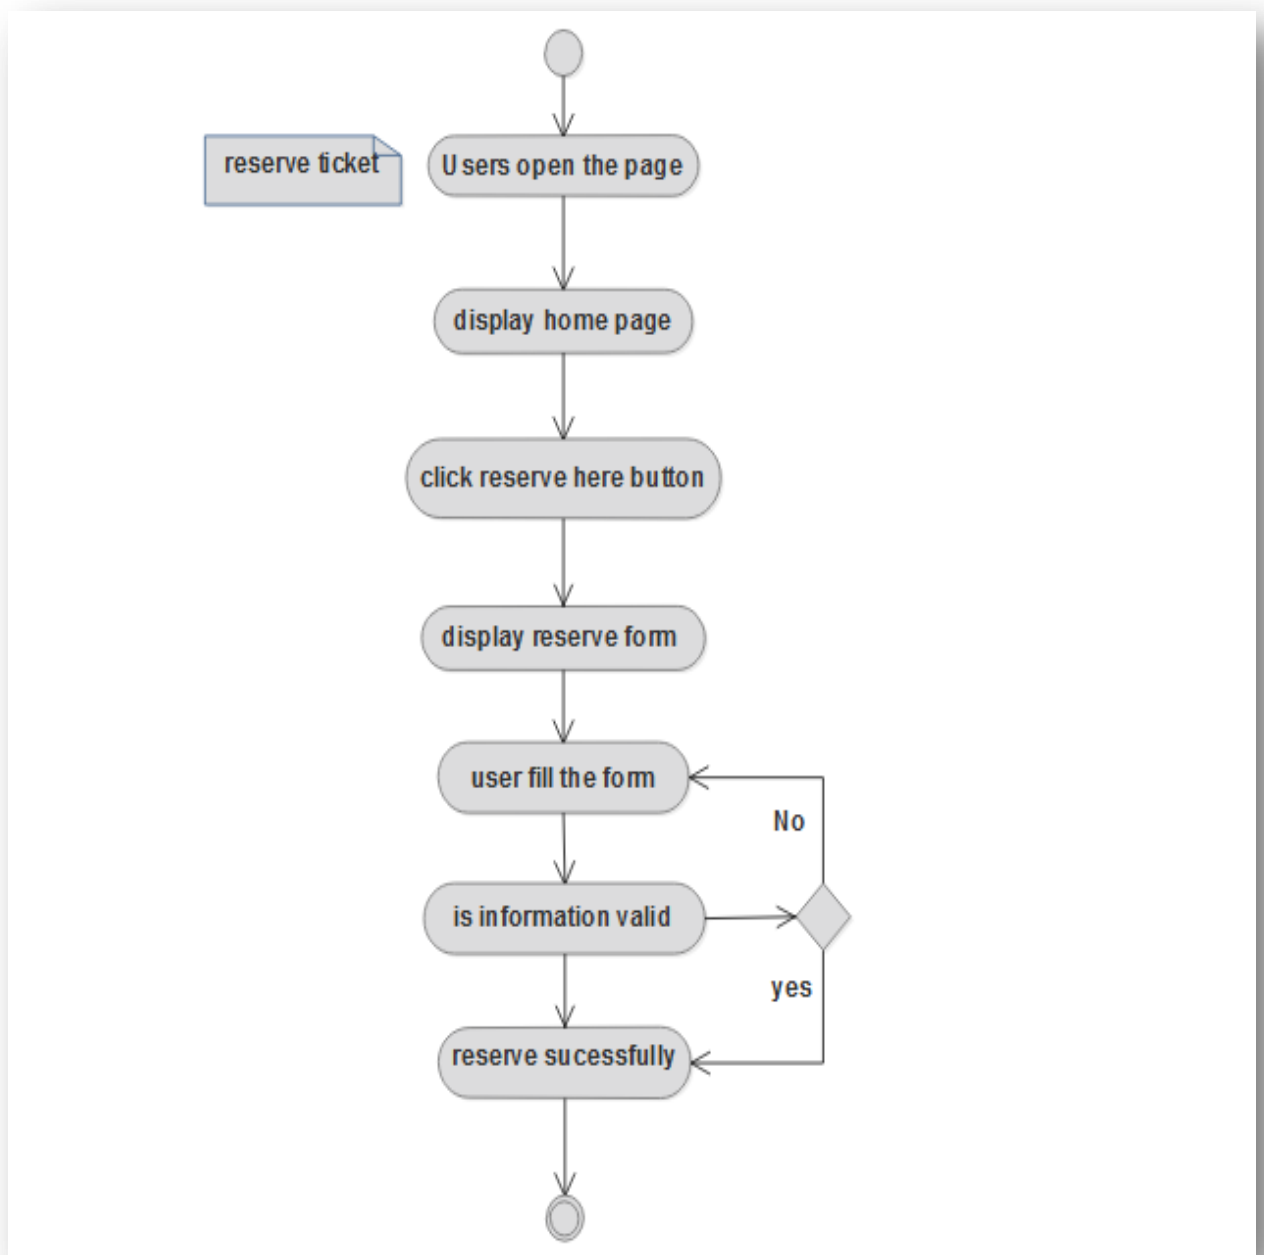 reserve ticket
Users open the page
display home page
click reserve here button
display reserve form
user fill the form
No
is information valid
yes
reserve sucessfully